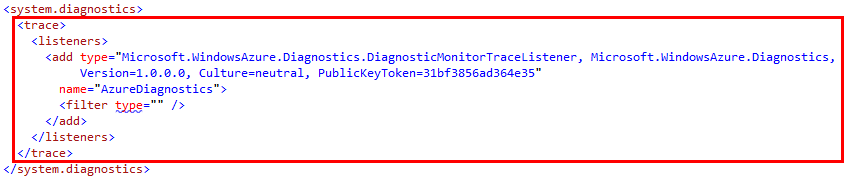 <system.diagnostics>
  <trace>
    <listeners>
      <add type="Microsoft.WindowsAzure.Diagnostics.DiagnosticMonitorTraceListener, Microsoft.WindowsAzure.Diagnostics,
           Version=1.0.0.0, Culture=neutral, PublicKeyToken=31bf3856ad364e35"
        name="AzureDiagnostics">
        <filter type="" />
      </add>
    </listeners>
  </trace>
</system.diagnostics>